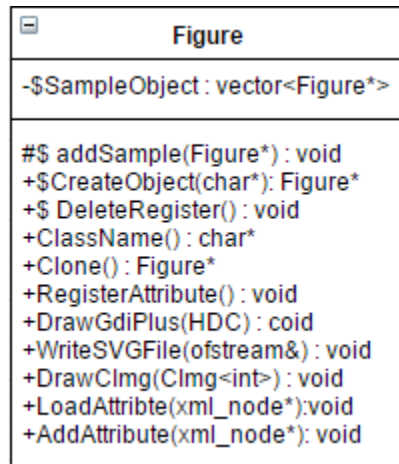 Figure
-$SampleObject : vector<Figure*>
#$ addSample(Figure*) : void
+$CreateObject(char*): Figure*
+$ DeleteRegister() : void
+ClassName() : char*
+Clone() : Figure*
+RegisterAttribute() : void
+DrawGdiPlus(HDC) : coid
+WriteSVGFile(ofstream&) : void
+DrawCImg(CImg<int>) : void
+LoadAttribte(xml_node*):void
+AddAttribute(xml_node*): void